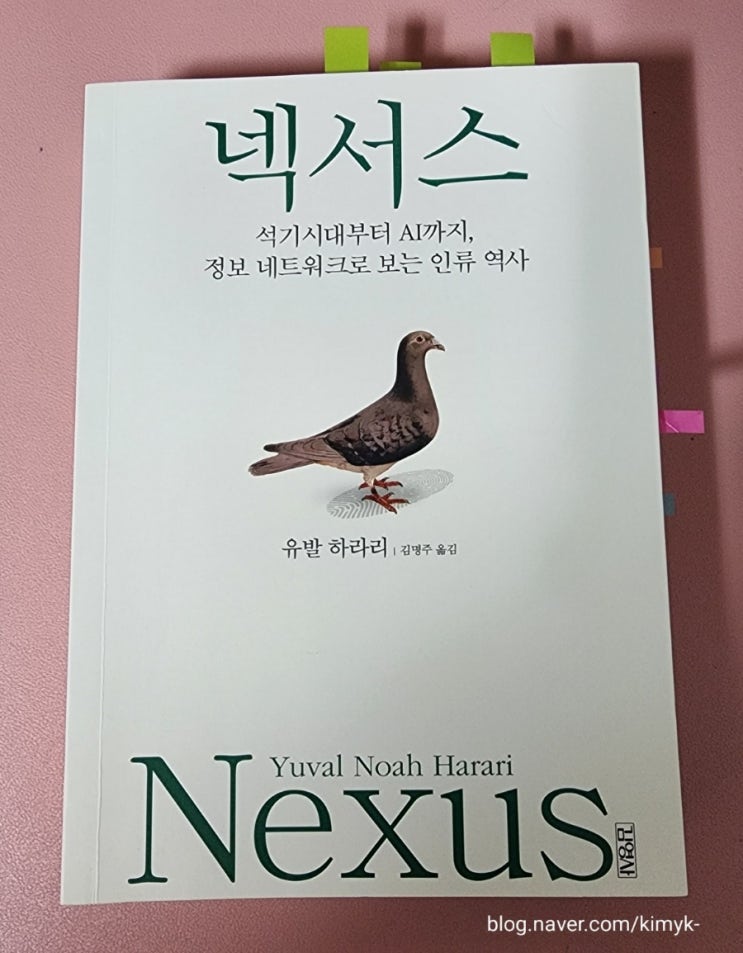 넥서스
석기시대부터 AI까지,
정보 네트워크로 보는 인류 역사
유발 하라리 | 김명주 옮김
Yuval Noah Harari
Nexus
김영사
blog.naver.com/kimyk-